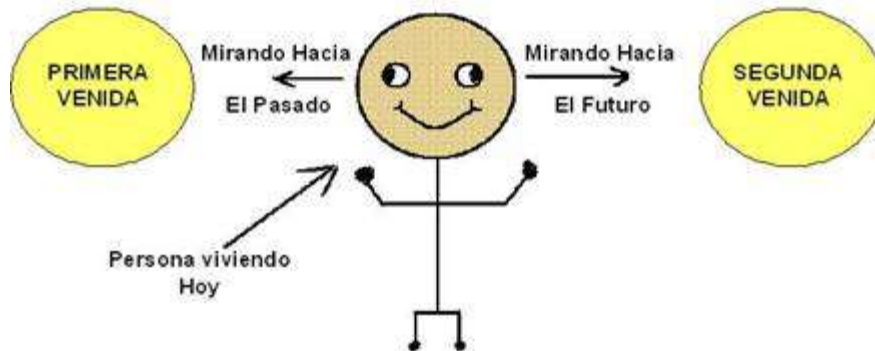 PRIMERA
VENIDA
Mirando Hacia
El Pasado
Mirando Hacia
El Futuro
SEGUNDA
VENIDA
Persona viviendo
Hoy